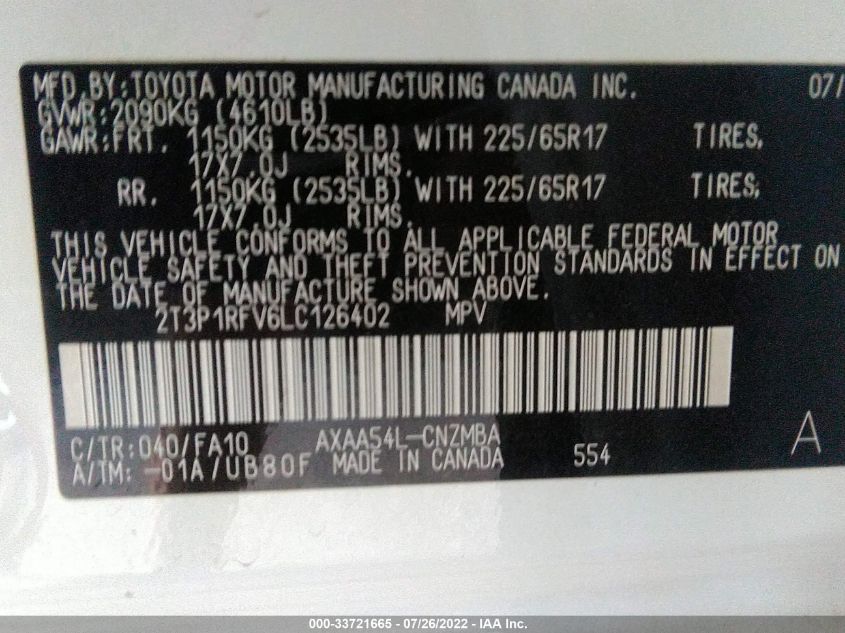 MFD.BY:TOYOTA MOTOR MANUFACTURING CANADA INC. 07/
GVWR:2090KG (4610LB)
GAWR:FRT. 1150KG (2535LB) WITH 225/65R17 TIRES,
17X7.0J RIMS.
RR. 1150KG (2535LB) WITH 225/65R17 TIRES,
17X7.0J RIMS.
THIS VEHICLE CONFORMS TO ALL APPLICABLE FEDERAL MOTOR
VEHICLE SAFETY AND THEFT PREVENTION STANDARDS IN EFFECT ON
THE DATE OF MANUFACTURE SHOWN ABOVE.
2T3P1RFV6LC126402 MPV
C/TR:040/FA10 AXAA54L-CNZMBA A
A/TM: -01A/UB80F MADE IN CANADA 554
000-33721665 - 07/26/2022 - IAA Inc.